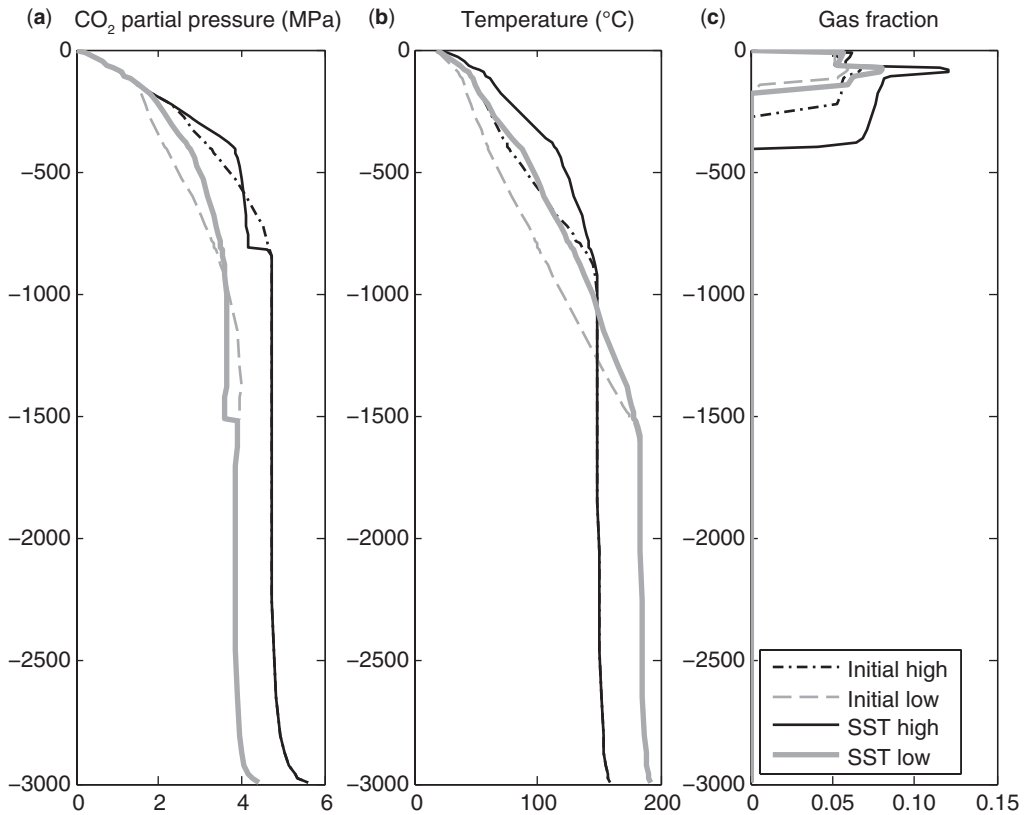 (a) CO2 partial pressure (MPa)
0
−500
−1000
−1500
−2000
−2500
−3000
0 2 4 6
(b) Temperature (°C)
0
−500
−1000
−1500
−2000
−2500
−3000
0 100 200
(c) Gas fraction
0
−500
−1000
−1500
−2000
−2500
−3000
0 0.05 0.10 0.15
Initial high
Initial low
SST high
SST low